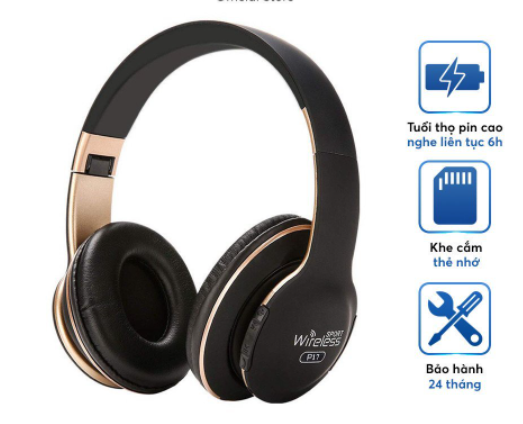 Tuổi thọ pin cao
nghe liên tục 6h
Khe cắm
thẻ nhớ
SPORT
Wireless
P17
Bảo hành
24 tháng